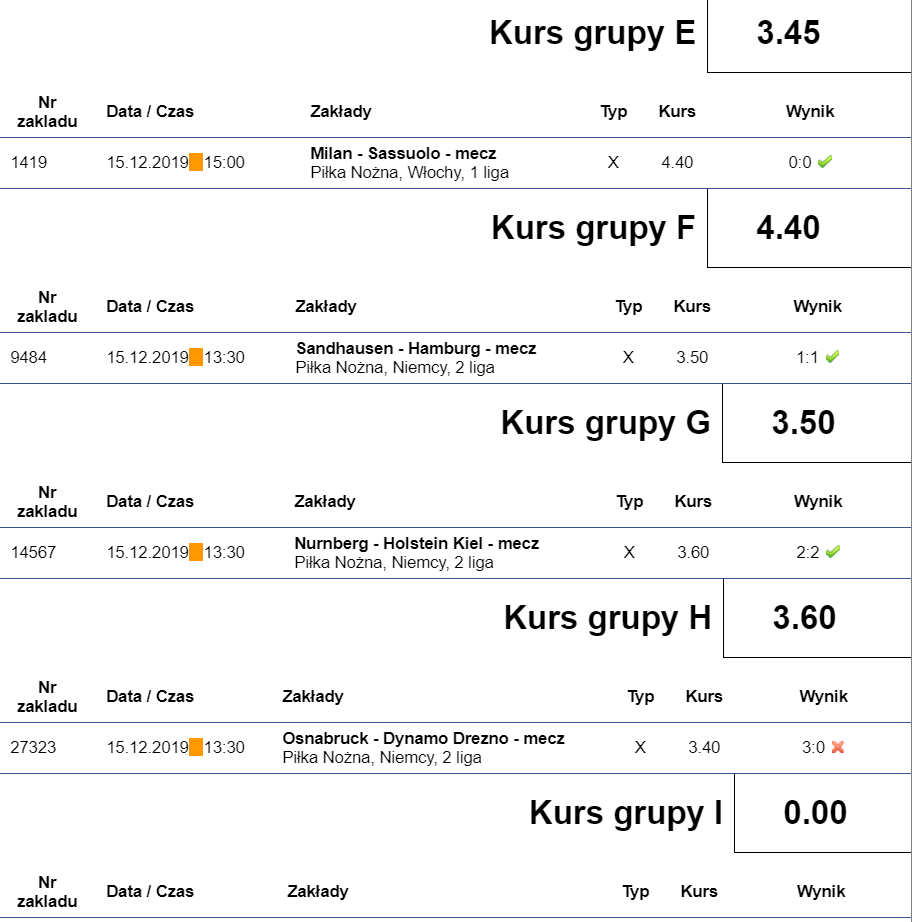 Kurs grupy E 3.45
Nr zakladu Data / Czas Zakłady Typ Kurs Wynik
1419 15.12.2019 15:00 Milan - Sassuolo - mecz X 4.40 0:0
Piłka Nożna, Włochy, 1 liga
Kurs grupy F 4.40
Nr zakladu Data / Czas Zakłady Typ Kurs Wynik
9484 15.12.2019 13:30 Sandhausen - Hamburg - mecz X 3.50 1:1
Piłka Nożna, Niemcy, 2 liga
Kurs grupy G 3.50
Nr zakladu Data / Czas Zakłady Typ Kurs Wynik
14567 15.12.2019 13:30 Nurnberg - Holstein Kiel - mecz X 3.60 2:2
Piłka Nożna, Niemcy, 2 liga
Kurs grupy H 3.60
Nr zakladu Data / Czas Zakłady Typ Kurs Wynik
27323 15.12.2019 13:30 Osnabruck - Dynamo Drezno - mecz X 3.40 3:0
Piłka Nożna, Niemcy, 2 liga
Kurs grupy I 0.00
Nr zakladu Data / Czas Zakłady Typ Kurs Wynik